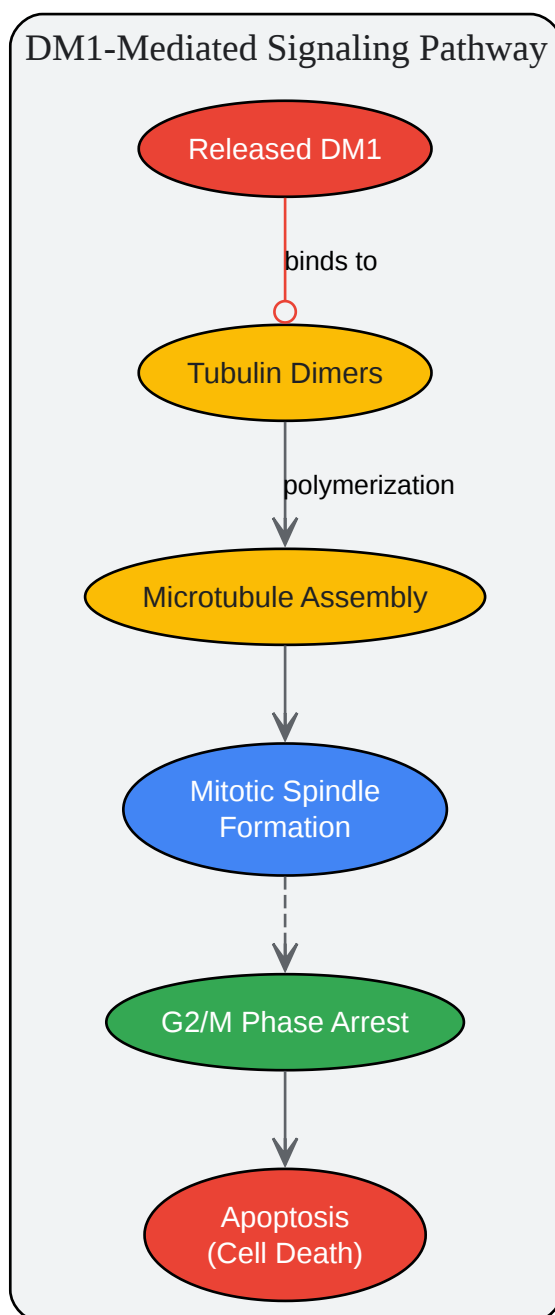 DM1-Mediated Signaling Pathway
Released DM1
binds to
Tubulin Dimers
polymerization
Microtubule Assembly
Mitotic Spindle
Formation
G2/M Phase Arrest
Apoptosis
(Cell Death)